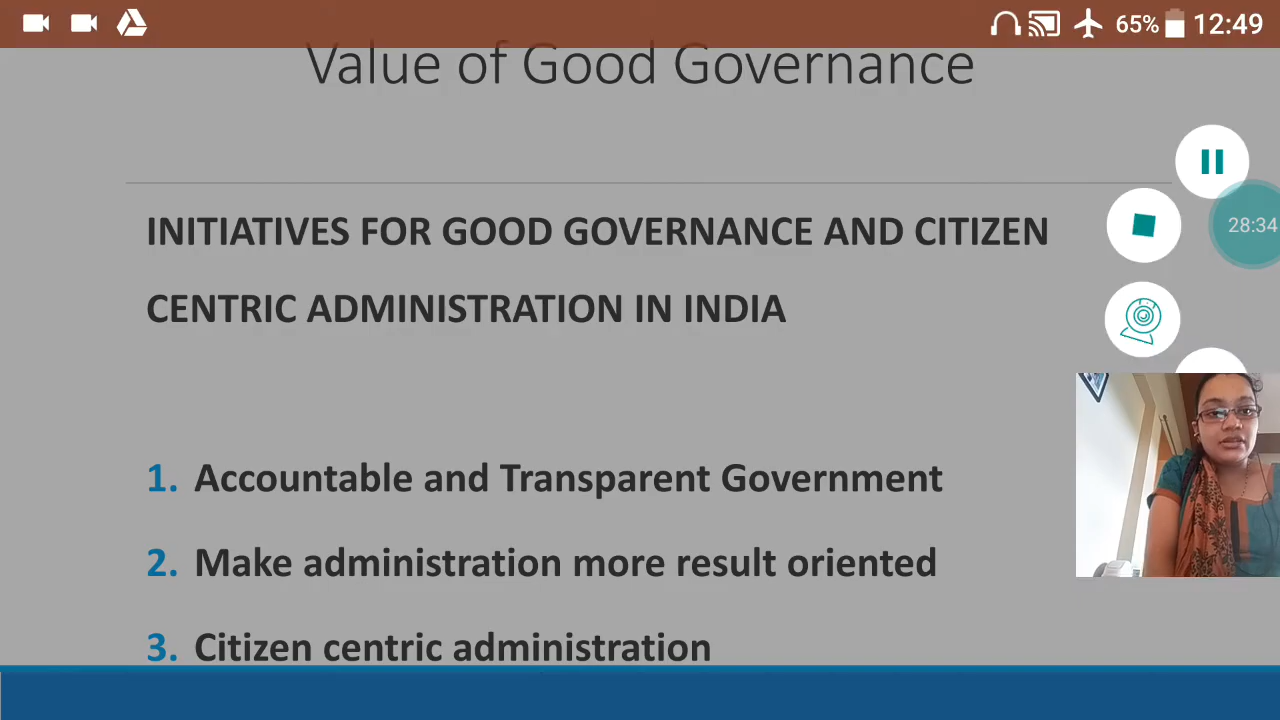 65% 12:49
Value of Good Governance
28:34
INITIATIVES FOR GOOD GOVERNANCE AND CITIZEN
CENTRIC ADMINISTRATION IN INDIA
1. Accountable and Transparent Government
2. Make administration more result oriented
3. Citizen centric administration